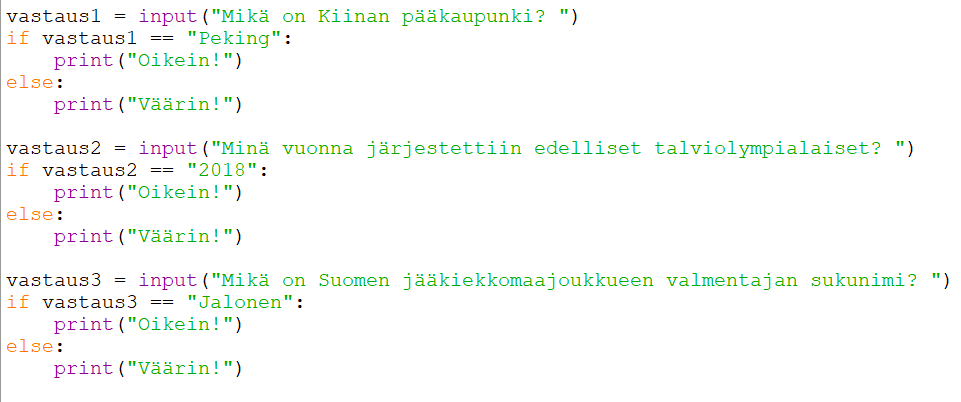 vastaus1 = input("Mikä on Kiinan pääkaupunki? ")
if vastaus1 == "Peking":
    print("Oikein!")
else:
    print("Väärin!")

vastaus2 = input("Minä vuonna järjestettiin edelliset talviolympialaiset? ")
if vastaus2 == "2018":
    print("Oikein!")
else:
    print("Väärin!")

vastaus3 = input("Mikä on Suomen jääkiekkomaajoukkueen valmentajan sukunimi? ")
if vastaus3 == "Jalonen":
    print("Oikein!")
else:
    print("Väärin!")